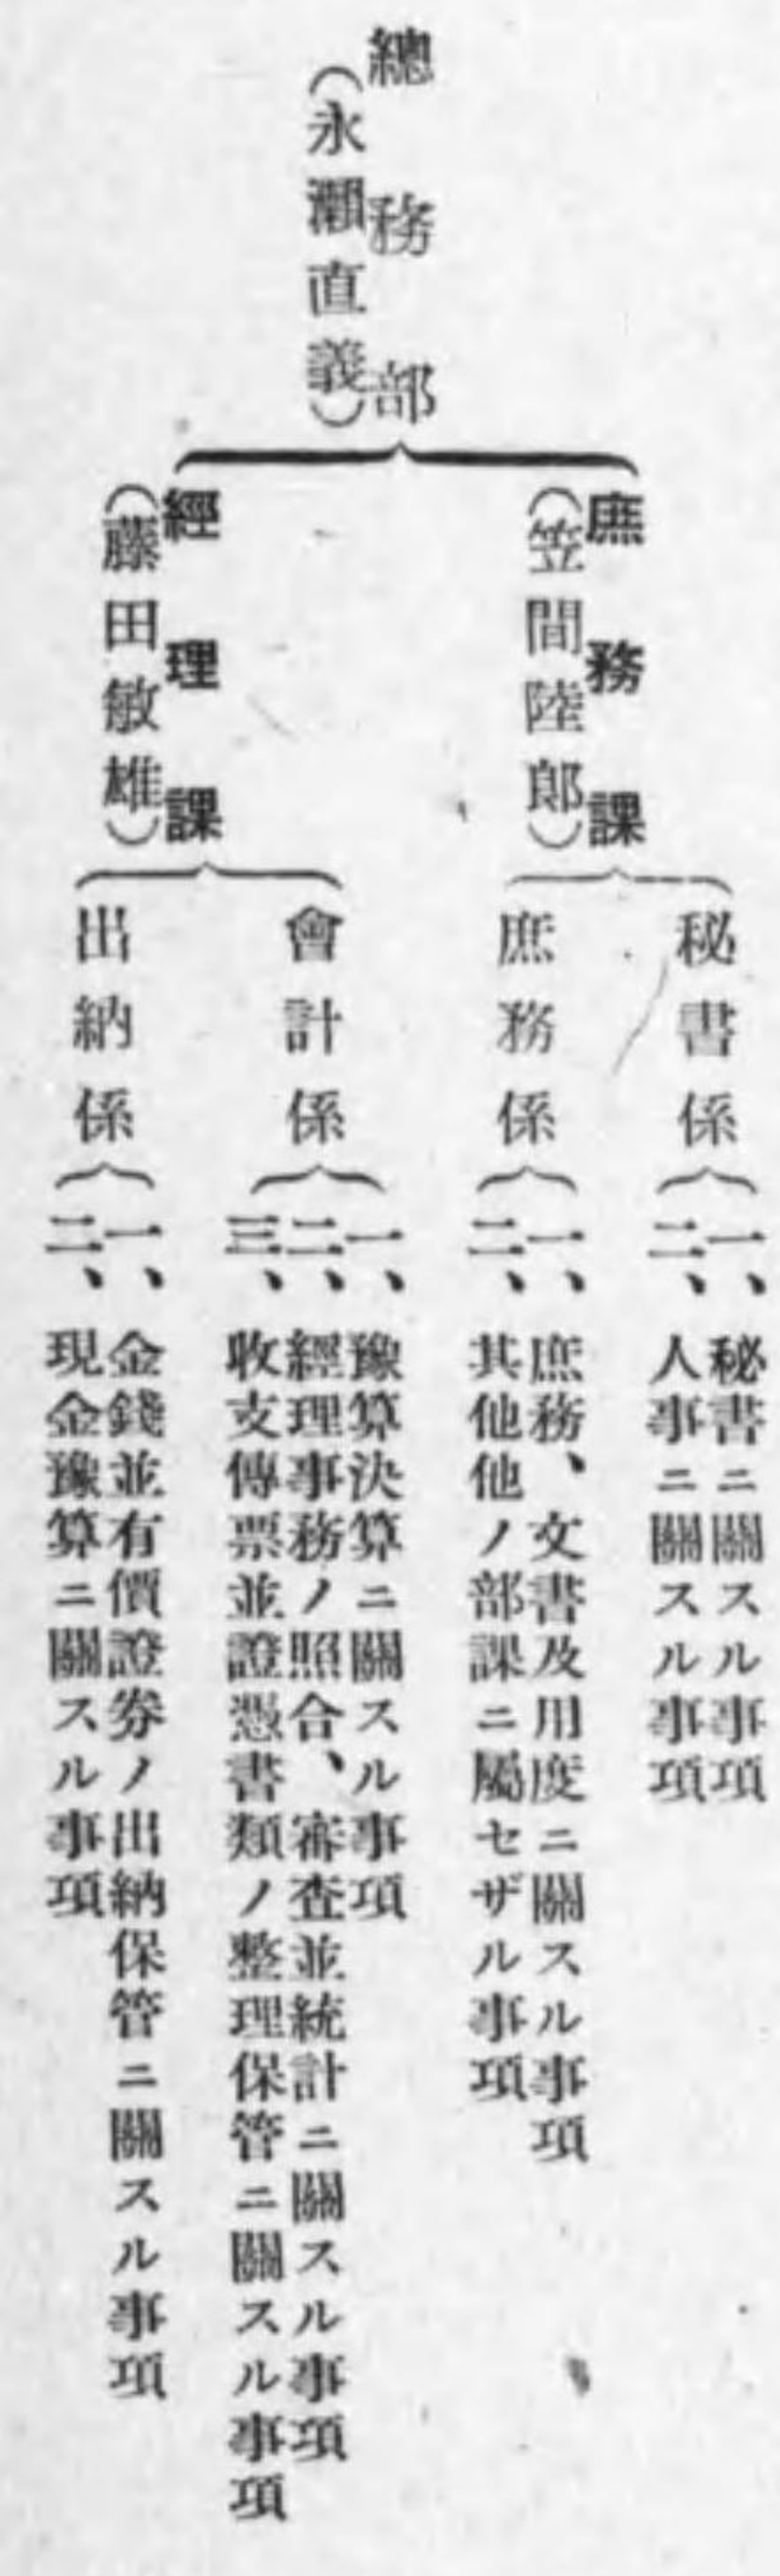 總務部
（永瀬直義）
庶務課
（笠間陸郞）
秘書係
一、秘書ニ關スル事項
二、人事ニ關スル事項
庶務係
一、庶務、文書及用度ニ關スル事項
二、其他他ノ部課ニ屬セザル事項
經理課
（藤田敏雄）
會計係
一、豫算決算ニ關スル事項
二、經理事務ノ照合、審査並統計ニ關スル事項
三、收支傳票並證憑書類ノ整理保管ニ關スル事項
出納係
一、金錢並有價證券ノ出納保管ニ關スル事項
二、現金豫算ニ關スル事項